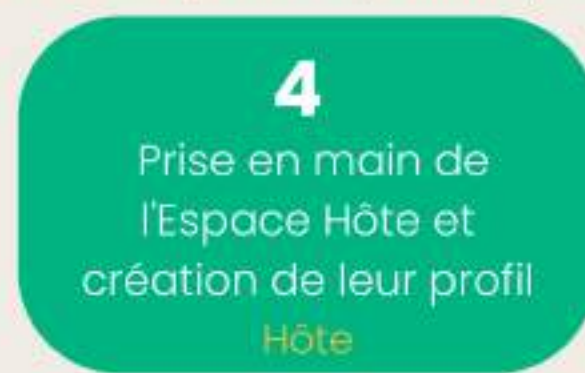 4
Prise en main de
l'Espace Hôte et
création de leur profil
Hôte